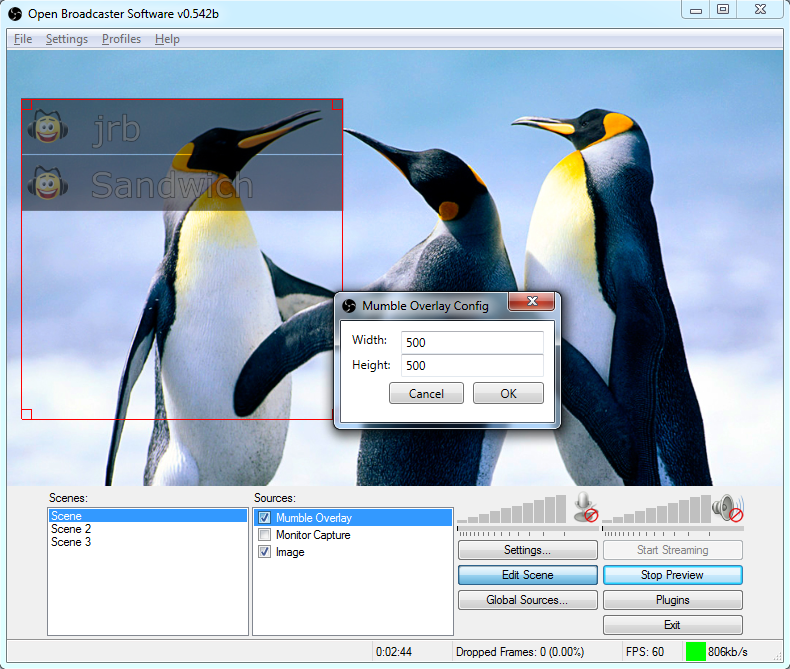 Open Broadcaster Software v0.542b
File Settings Profiles Help
jrb
Sandwich
Mumble Overlay Config
Width: 500
Height: 500
Cancel OK
Scenes: Sources:
Scene
Scene 2
Scene 3
Mumble Overlay
Monitor Capture
Image
Settings... Start Streaming
Edit Scene Stop Preview
Global Sources... Plugins
Exit
0:02:44 Dropped Frames: 0 (0.00%) FPS: 60 806kb/s